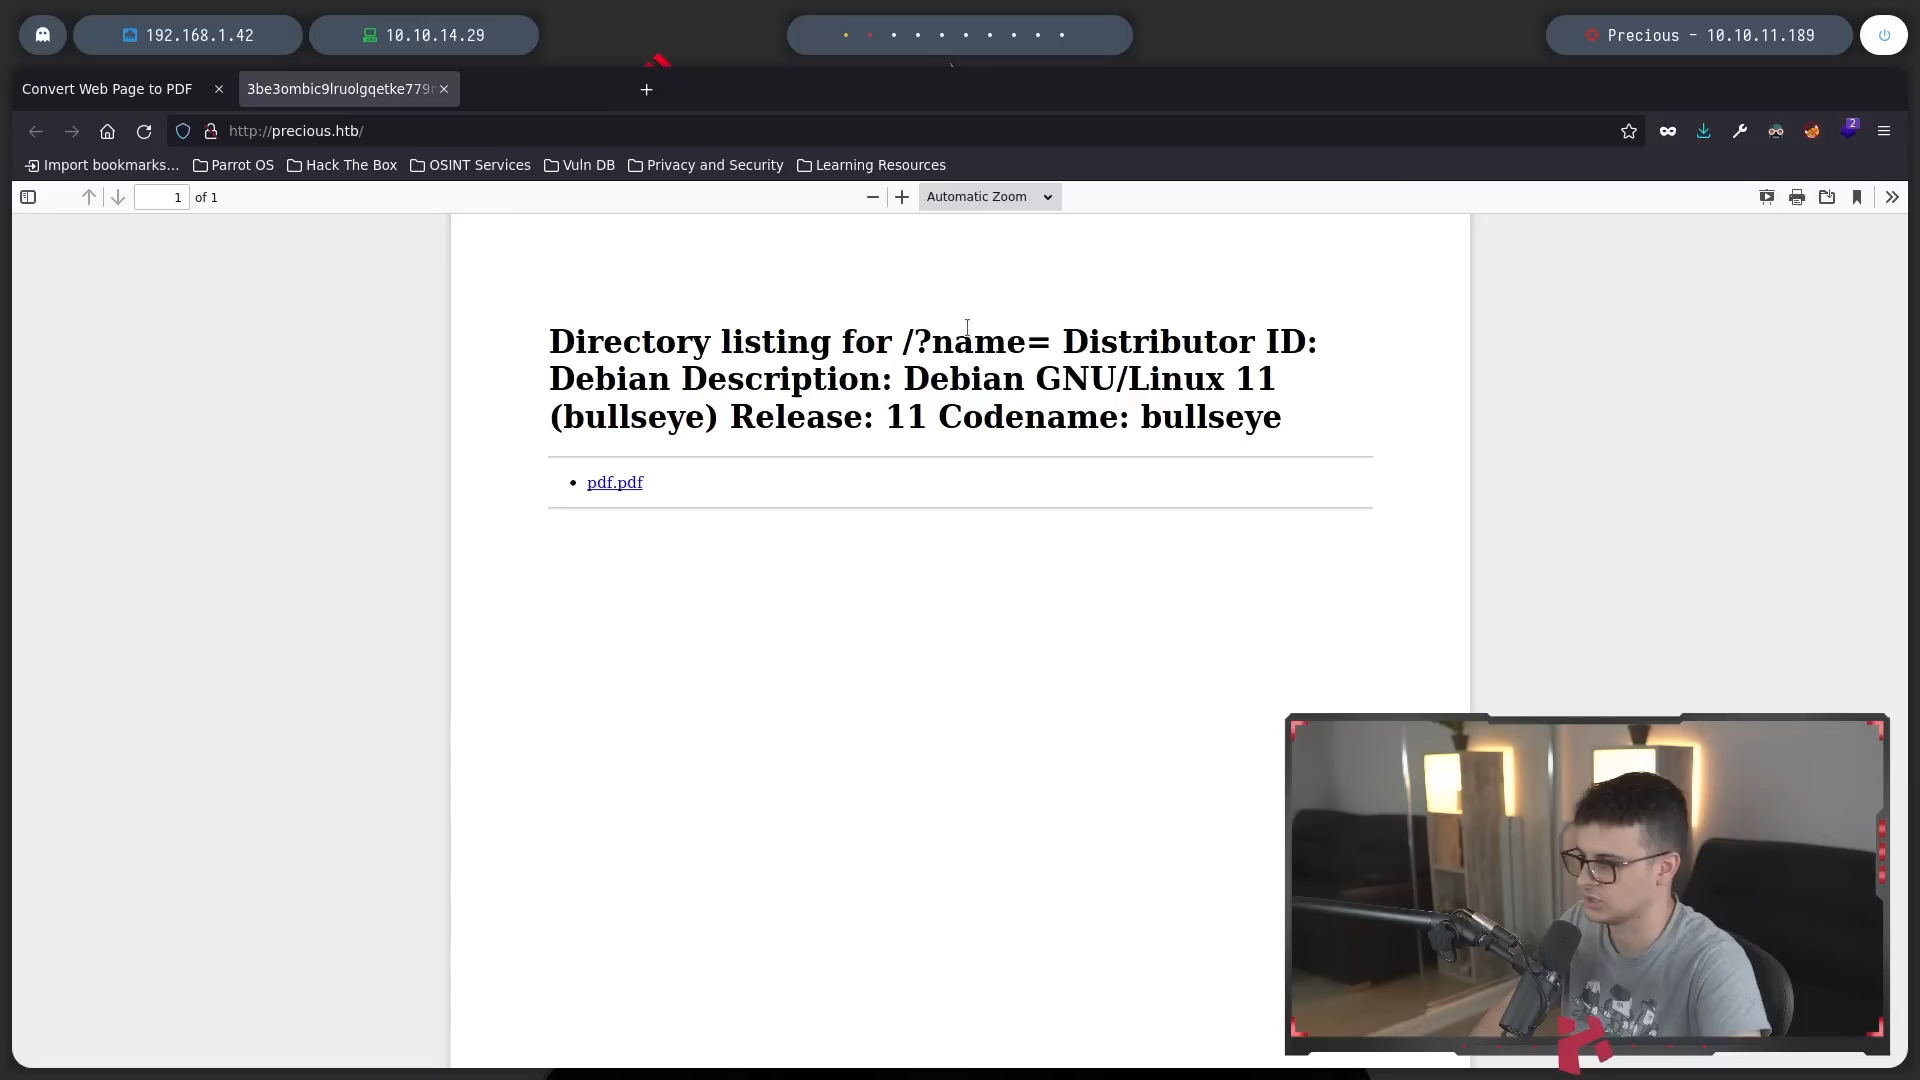 192.168.1.42
10.10.14.29
Precious - 10.10.11.189
Convert Web Page to PDF
3be3ombic9lruolgqetke779
http://precious.htb/
2
Import bookmarks...
Parrot OS
Hack The Box
OSINT Services
Vuln DB
Privacy and Security
Learning Resources
1
of 1
Automatic Zoom
Directory listing for /?name= Distributor ID:
Debian Description: Debian GNU/Linux 11
(bullseye) Release: 11 Codename: bullseye
pdf.pdf